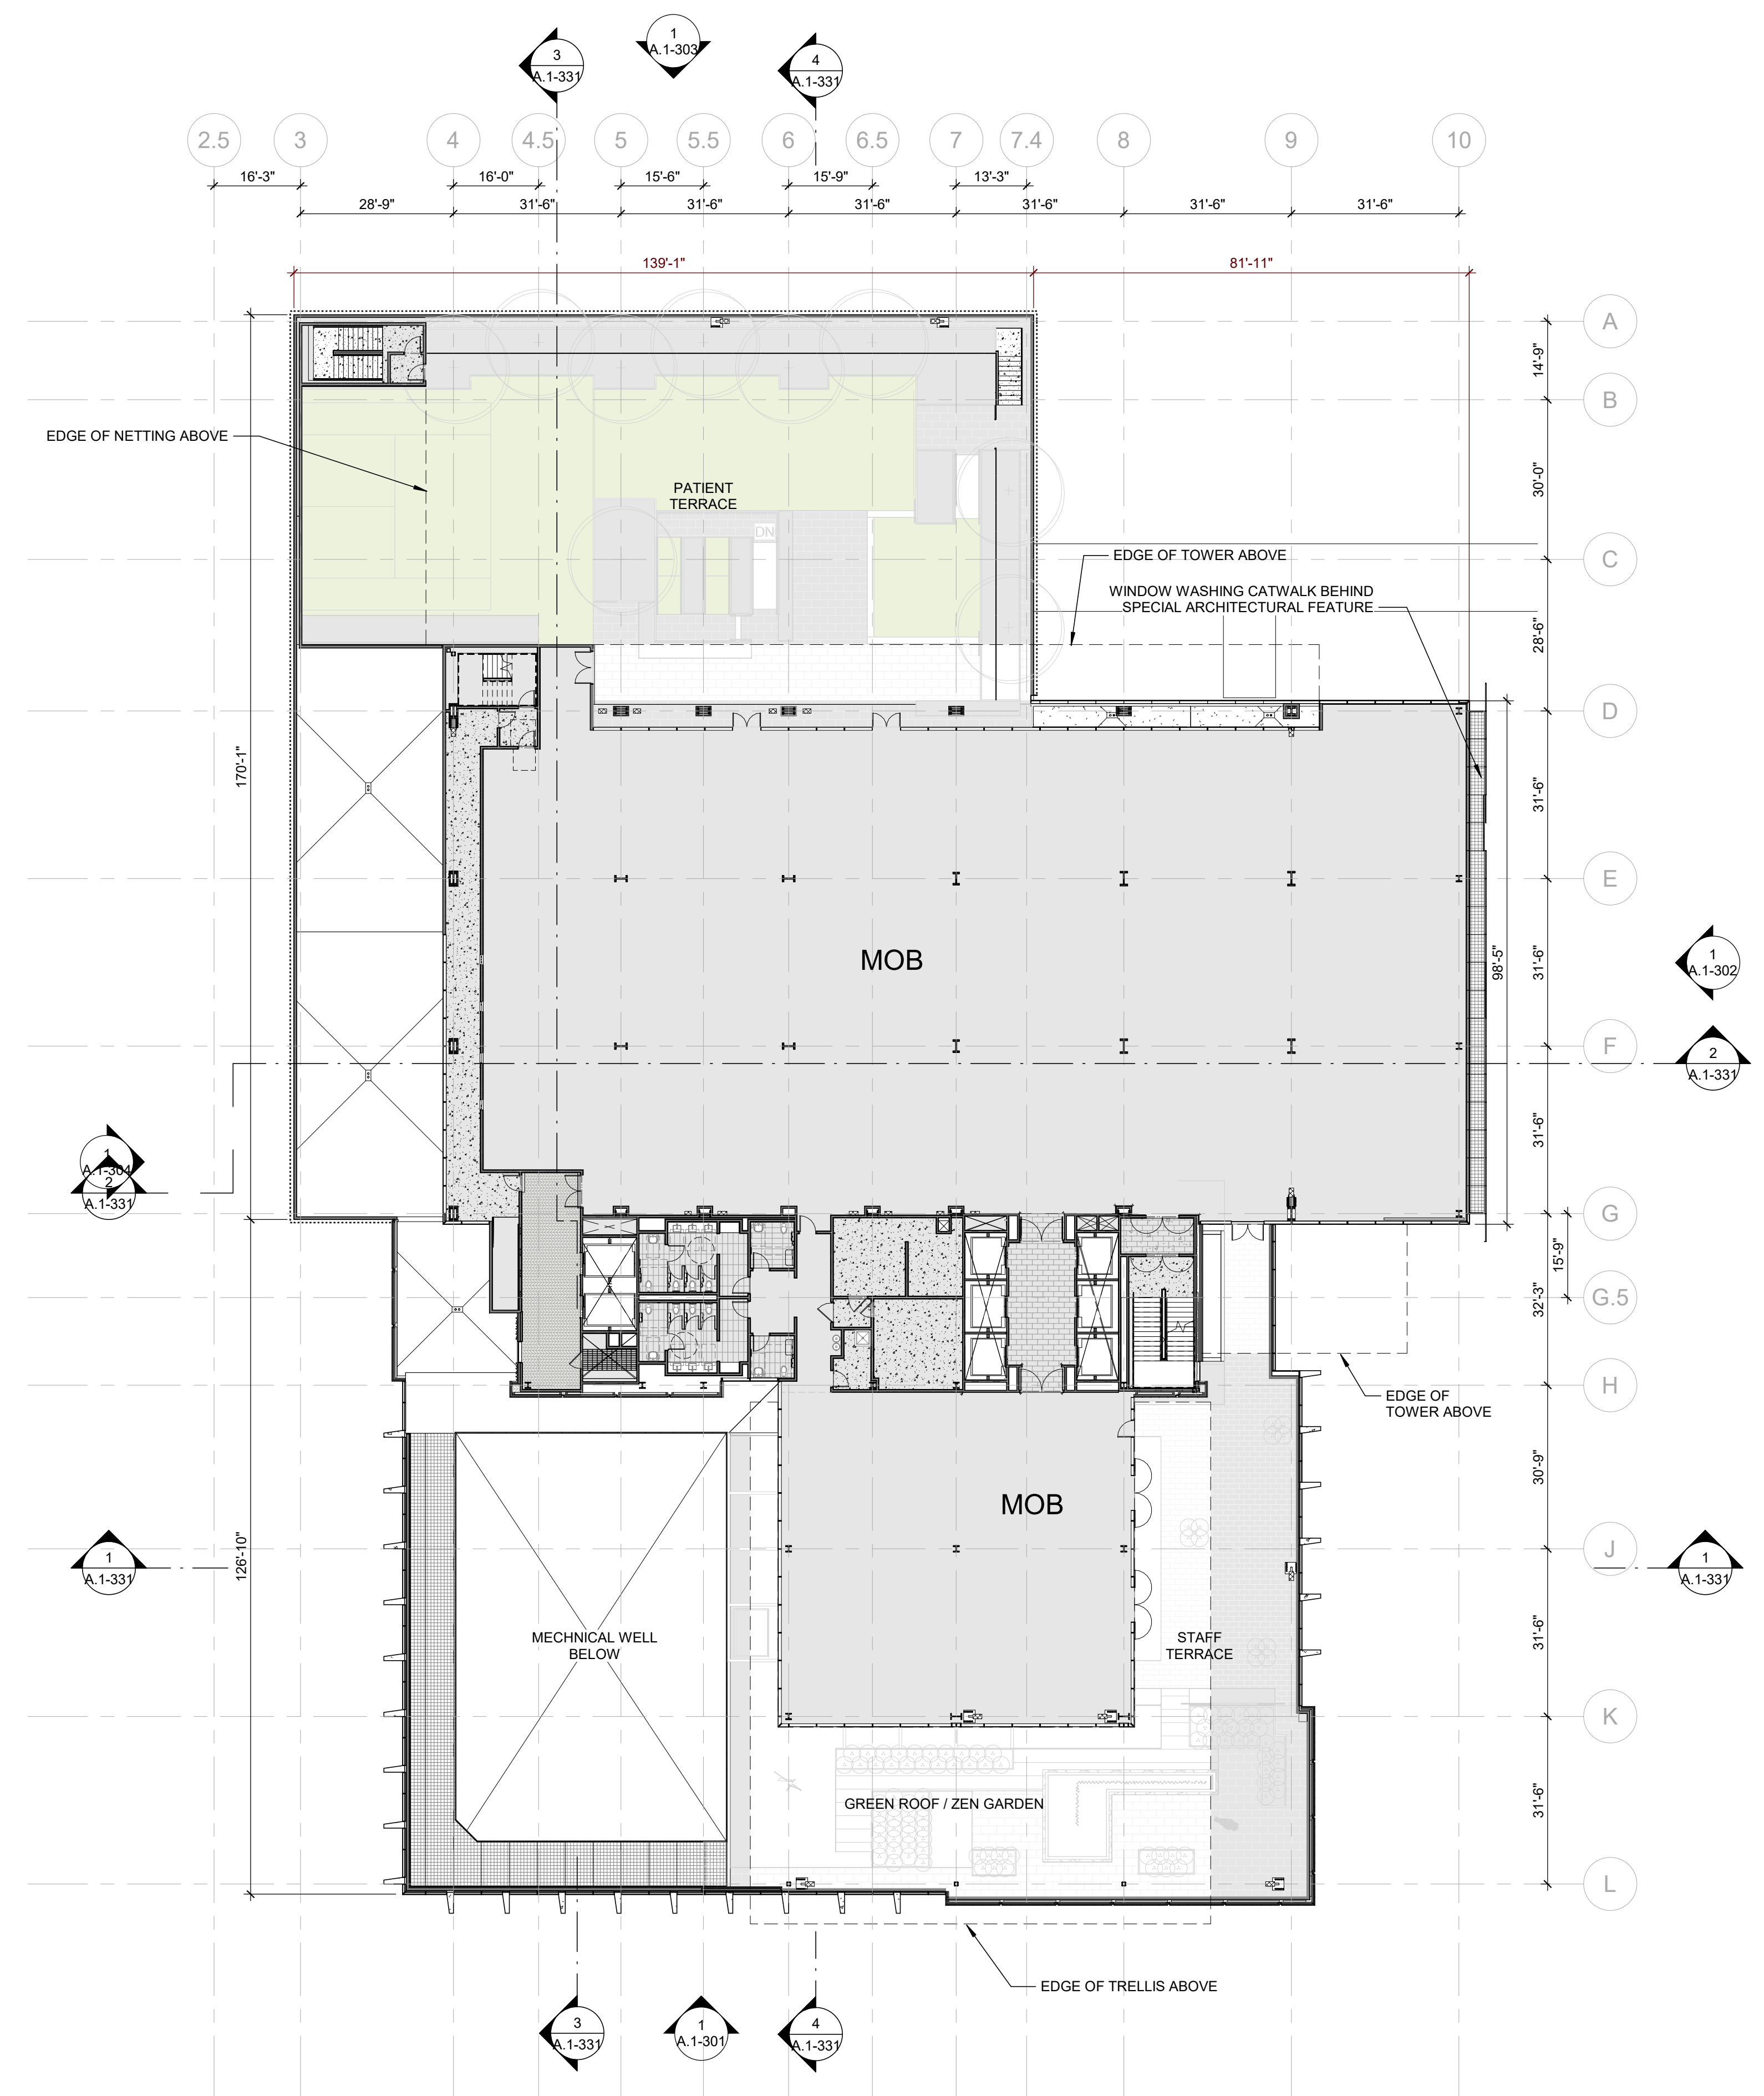 1
A.1-303
3
A.1-331
4
A.1-331
2.5
3
4
4.5
5
5.5
6
6.5
7
7.4
8
9
10
16'-3"
16'-0"
15'-6"
15'-9"
13'-3"
28'-9"
31'-6"
31'-6"
31'-6"
31'-6"
31'-6"
31'-6"
139'-1"
81'-11"
A
14'-9"
B
EDGE OF NETTING ABOVE
30'-0"
PATIENT
TERRACE
DN
C
EDGE OF TOWER ABOVE
WINDOW WASHING CATWALK BEHIND
SPECIAL ARCHITECTURAL FEATURE
28'-6"
D
170'-1"
31'-6"
E
MOB
98'-5"
31'-6"
1
A.1-302
F
2
A.1-331
31'-6"
1
A.1-304
2
A.1-331
G
15'-9"
32'-3"
G.5
H
EDGE OF
TOWER ABOVE
30'-9"
MOB
126'-10"
J
1
A.1-331
1
A.1-331
MECHNICAL WELL
BELOW
STAFF
TERRACE
31'-6"
K
GREEN ROOF / ZEN GARDEN
31'-6"
L
EDGE OF TRELLIS ABOVE
3
A.1-331
1
A.1-301
4
A.1-331